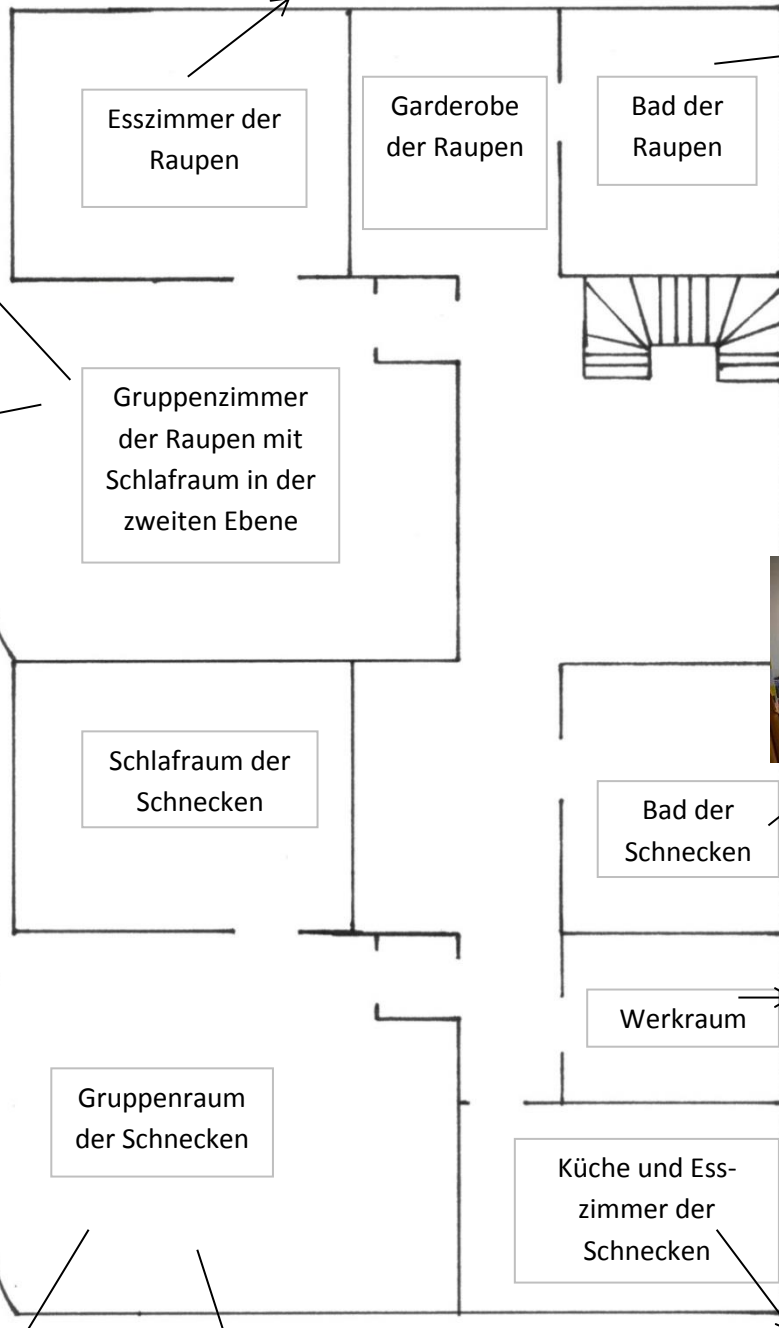 Esszimmer der
Raupen
Garderobe
der Raupen
Bad der
Raupen
Gruppenzimmer
der Raupen mit
Schlafraum in der
zweiten Ebene
Schlafraum der
Schnecken
Bad der
Schnecken
Werkraum
Gruppenraum
der Schnecken
Küche und Ess-
zimmer der
Schnecken